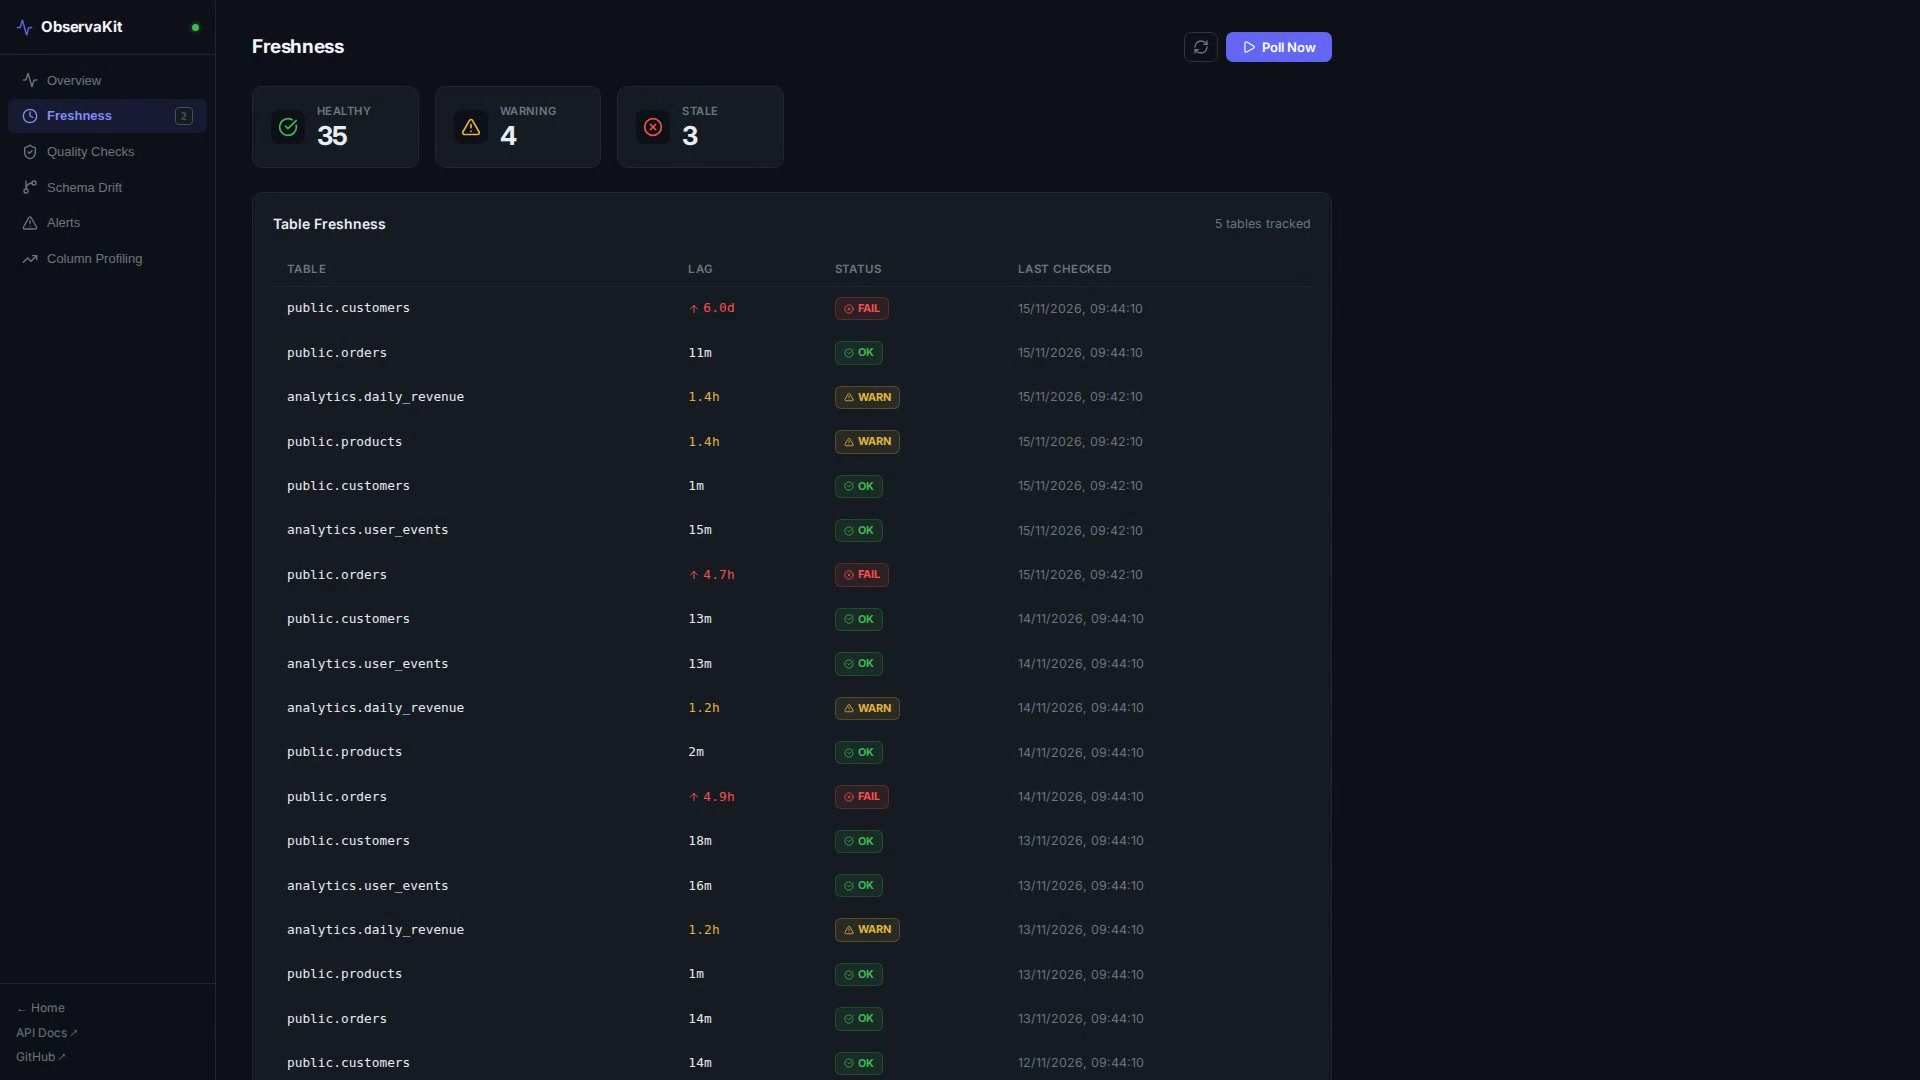 ObservaKit
Overview
Freshness 2
Quality Checks
Schema Drift
Alerts
Column Profiling
← Home
API Docs ↗
GitHub ↗
Freshness
Poll Now
HEALTHY
35
WARNING
4
STALE
3
Table Freshness
5 tables tracked
TABLE LAG STATUS LAST CHECKED
public.customers ↑ 6.0d FAIL 15/11/2026, 09:44:10
public.orders 11m OK 15/11/2026, 09:44:10
analytics.daily_revenue 1.4h WARN 15/11/2026, 09:42:10
public.products 1.4h WARN 15/11/2026, 09:42:10
public.customers 1m OK 15/11/2026, 09:42:10
analytics.user_events 15m OK 15/11/2026, 09:42:10
public.orders ↑ 4.7h FAIL 15/11/2026, 09:42:10
public.customers 13m OK 14/11/2026, 09:44:10
analytics.user_events 13m OK 14/11/2026, 09:44:10
analytics.daily_revenue 1.2h WARN 14/11/2026, 09:44:10
public.products 2m OK 14/11/2026, 09:44:10
public.orders ↑ 4.9h FAIL 14/11/2026, 09:44:10
public.customers 18m OK 13/11/2026, 09:44:10
analytics.user_events 16m OK 13/11/2026, 09:44:10
analytics.daily_revenue 1.2h WARN 13/11/2026, 09:44:10
public.products 1m OK 13/11/2026, 09:44:10
public.orders 14m OK 13/11/2026, 09:44:10
public.customers 14m OK 12/11/2026, 09:44:10